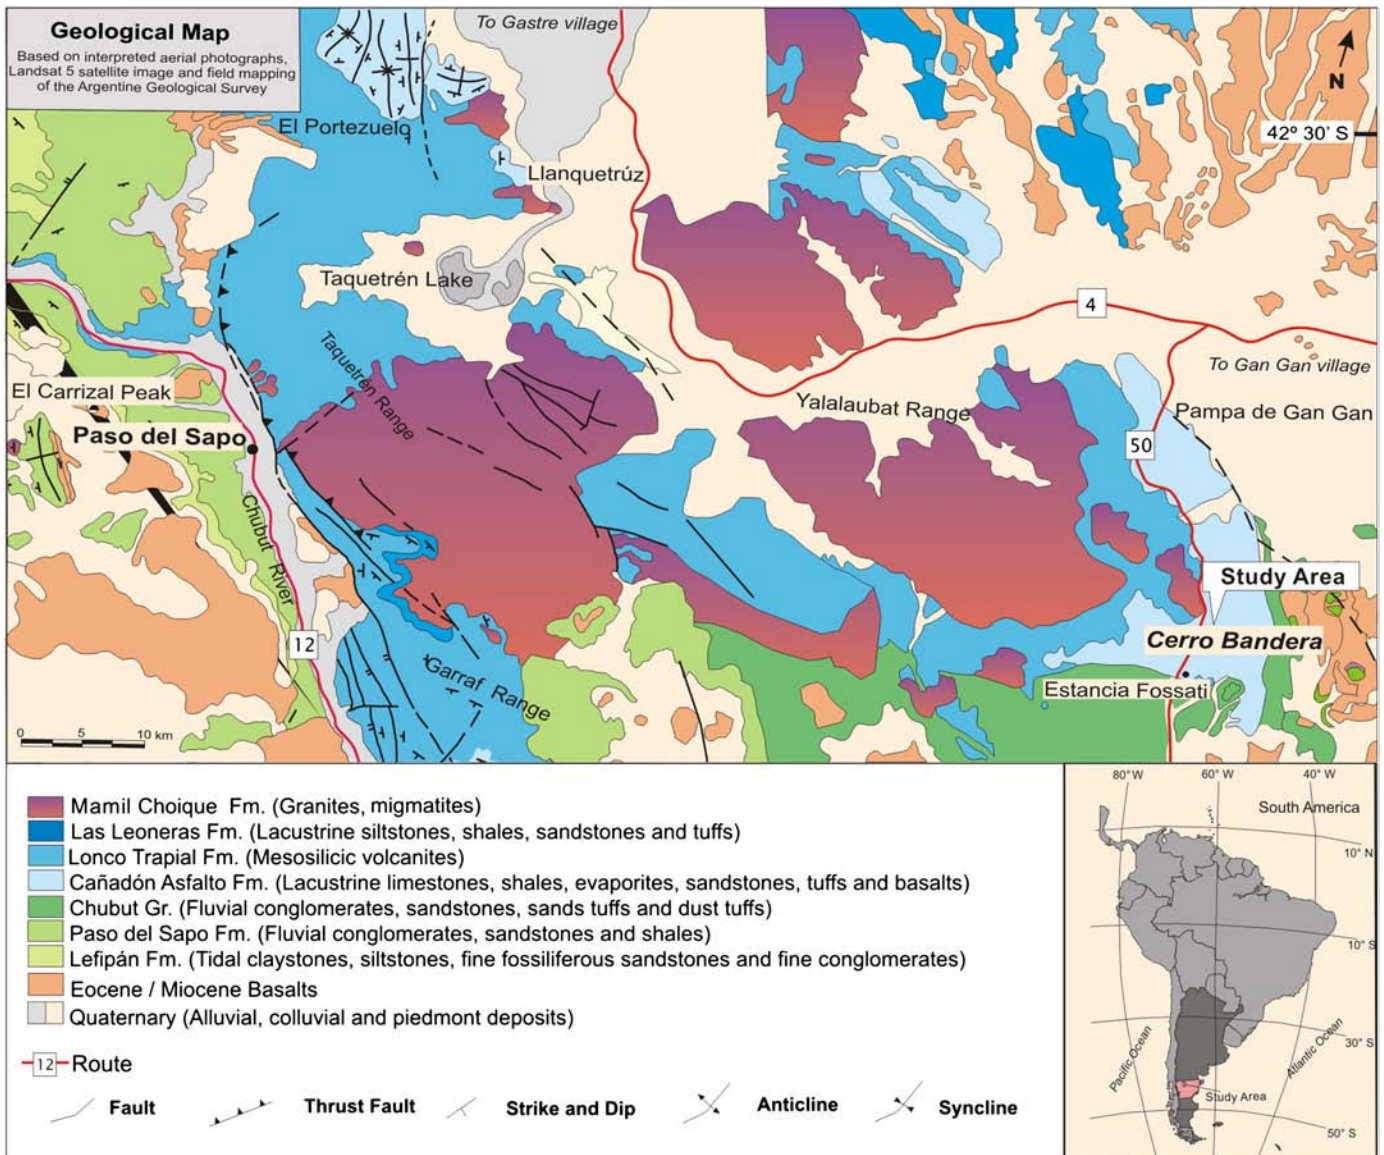 Geological Map
Based on interpreted aerial photographs,
Landsat 5 satellite image and field mapping
of the Argentine Geological Survey
To Gastre village
N
42º 30' S
El Portezuelo
Llanquetrúz
Taquetrén Lake
4
Taquetrén Range
To Gan Gan village
El Carrizal Peak
Yalalaubat Range
Pampa de Gan Gan
Paso del Sapo
50
Chubut River
Study Area
12
Cerro Bandera
Garraf Range
Estancia Fossati
0 5 10 km
Mamil Choique Fm. (Granites, migmatites)
Las Leoneras Fm. (Lacustrine siltstones, shales, sandstones and tuffs)
Lonco Trapial Fm. (Mesosilicic volcanites)
Cañadón Asfalto Fm. (Lacustrine limestones, shales, evaporites, sandstones, tuffs and basalts)
Chubut Gr. (Fluvial conglomerates, sandstones, sands tuffs and dust tuffs)
Paso del Sapo Fm. (Fluvial conglomerates, sandstones and shales)
Lefipán Fm. (Tidal claystones, siltstones, fine fossiliferous sandstones and fine conglomerates)
Eocene / Miocene Basalts
Quaternary (Alluvial, colluvial and piedmont deposits)
12 Route
Fault
Thrust Fault
Strike and Dip
Anticline
Syncline
80° W 60° W 40° W
South America
10° N
10° S
30° S
Pacific Ocean
Atlantic Ocean
Study Area
50° S